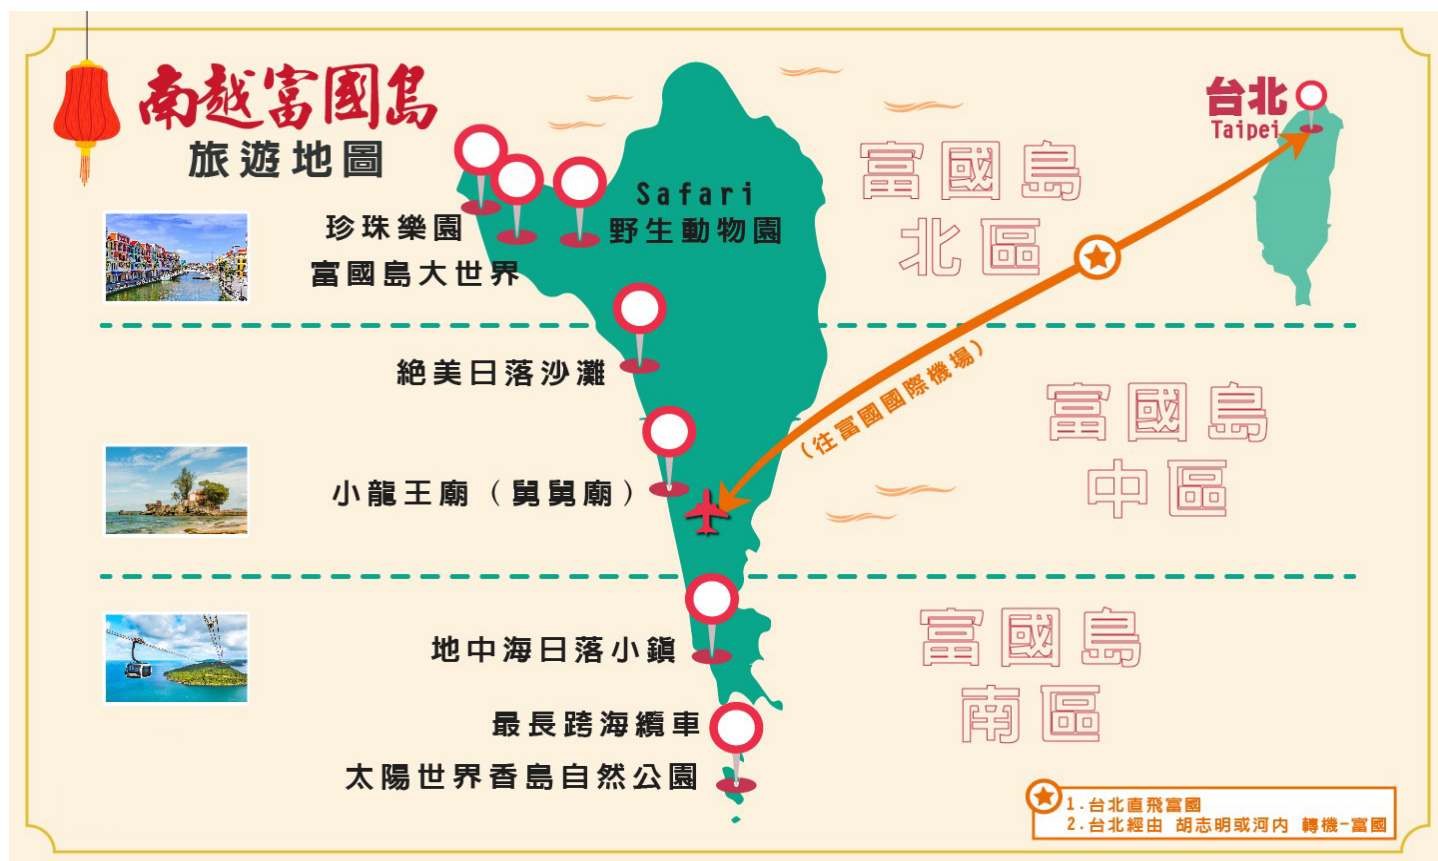 南越富國島
旅遊地圖
台北
Taipei
珍珠樂園
富國島大世界
Safari
野生動物園
富國島
北區
絕美日落沙灘
(往富國國際機場)
富國島
中區
小龍王廟（舅舅廟）
地中海日落小鎮
富國島
南區
最長跨海纜車
太陽世界香島自然公園
1.台北直飛富國
2.台北經由 胡志明或河內 轉機-富國